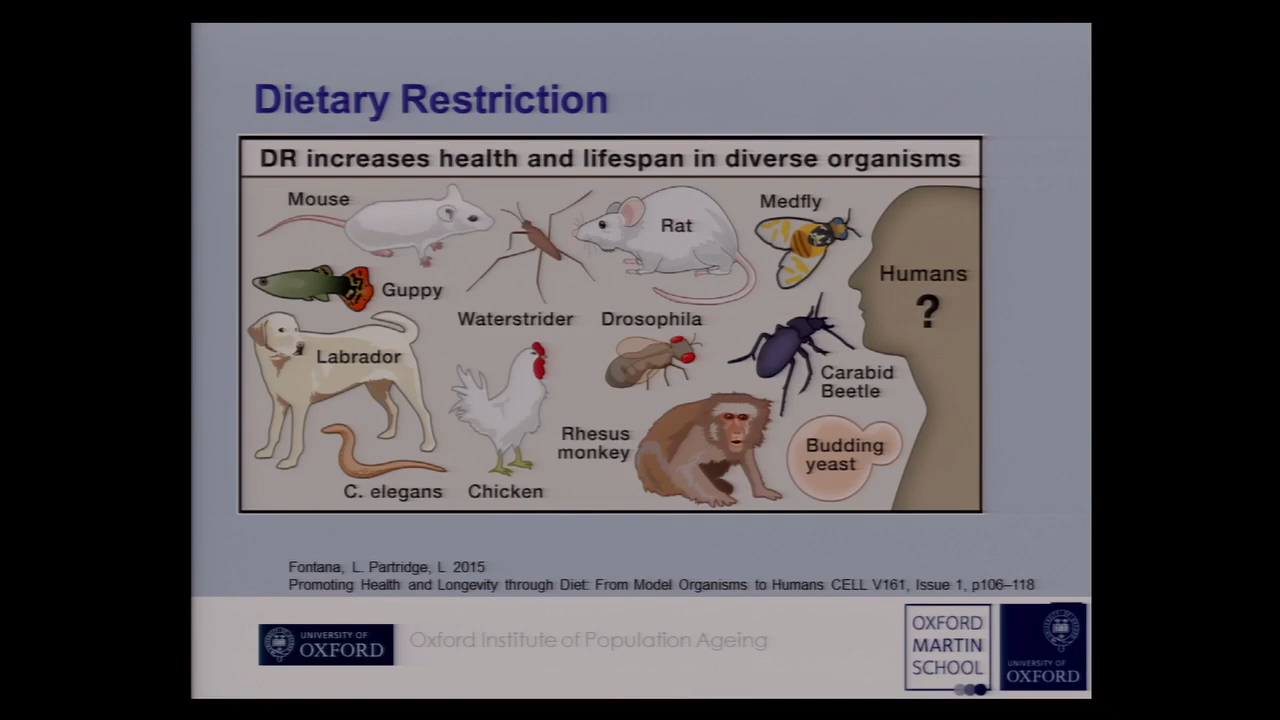 Dietary Restriction
DR increases health and lifespan in diverse organisms
Mouse
Rat
Medfly
Guppy
Humans
?
Waterstrider
Drosophila
Labrador
Carabid
Beetle
Rhesus
monkey
Budding
yeast
C. elegans
Chicken
Fontana, L. Partridge, L 2015
Promoting Health and Longevity through Diet: From Model Organisms to Humans CELL V161, Issue 1, p106–118
UNIVERSITY OF
OXFORD
Oxford Institute of Population Ageing
OXFORD
MARTIN
SCHOOL
UNIVERSITY OF
OXFORD